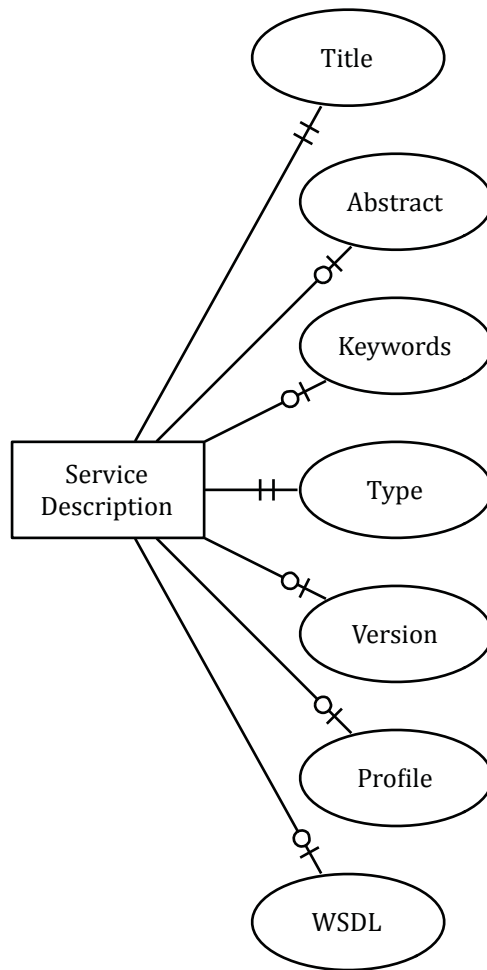 Title
Abstract
Keywords
Service
Description
Type
Version
Profile
WSDL